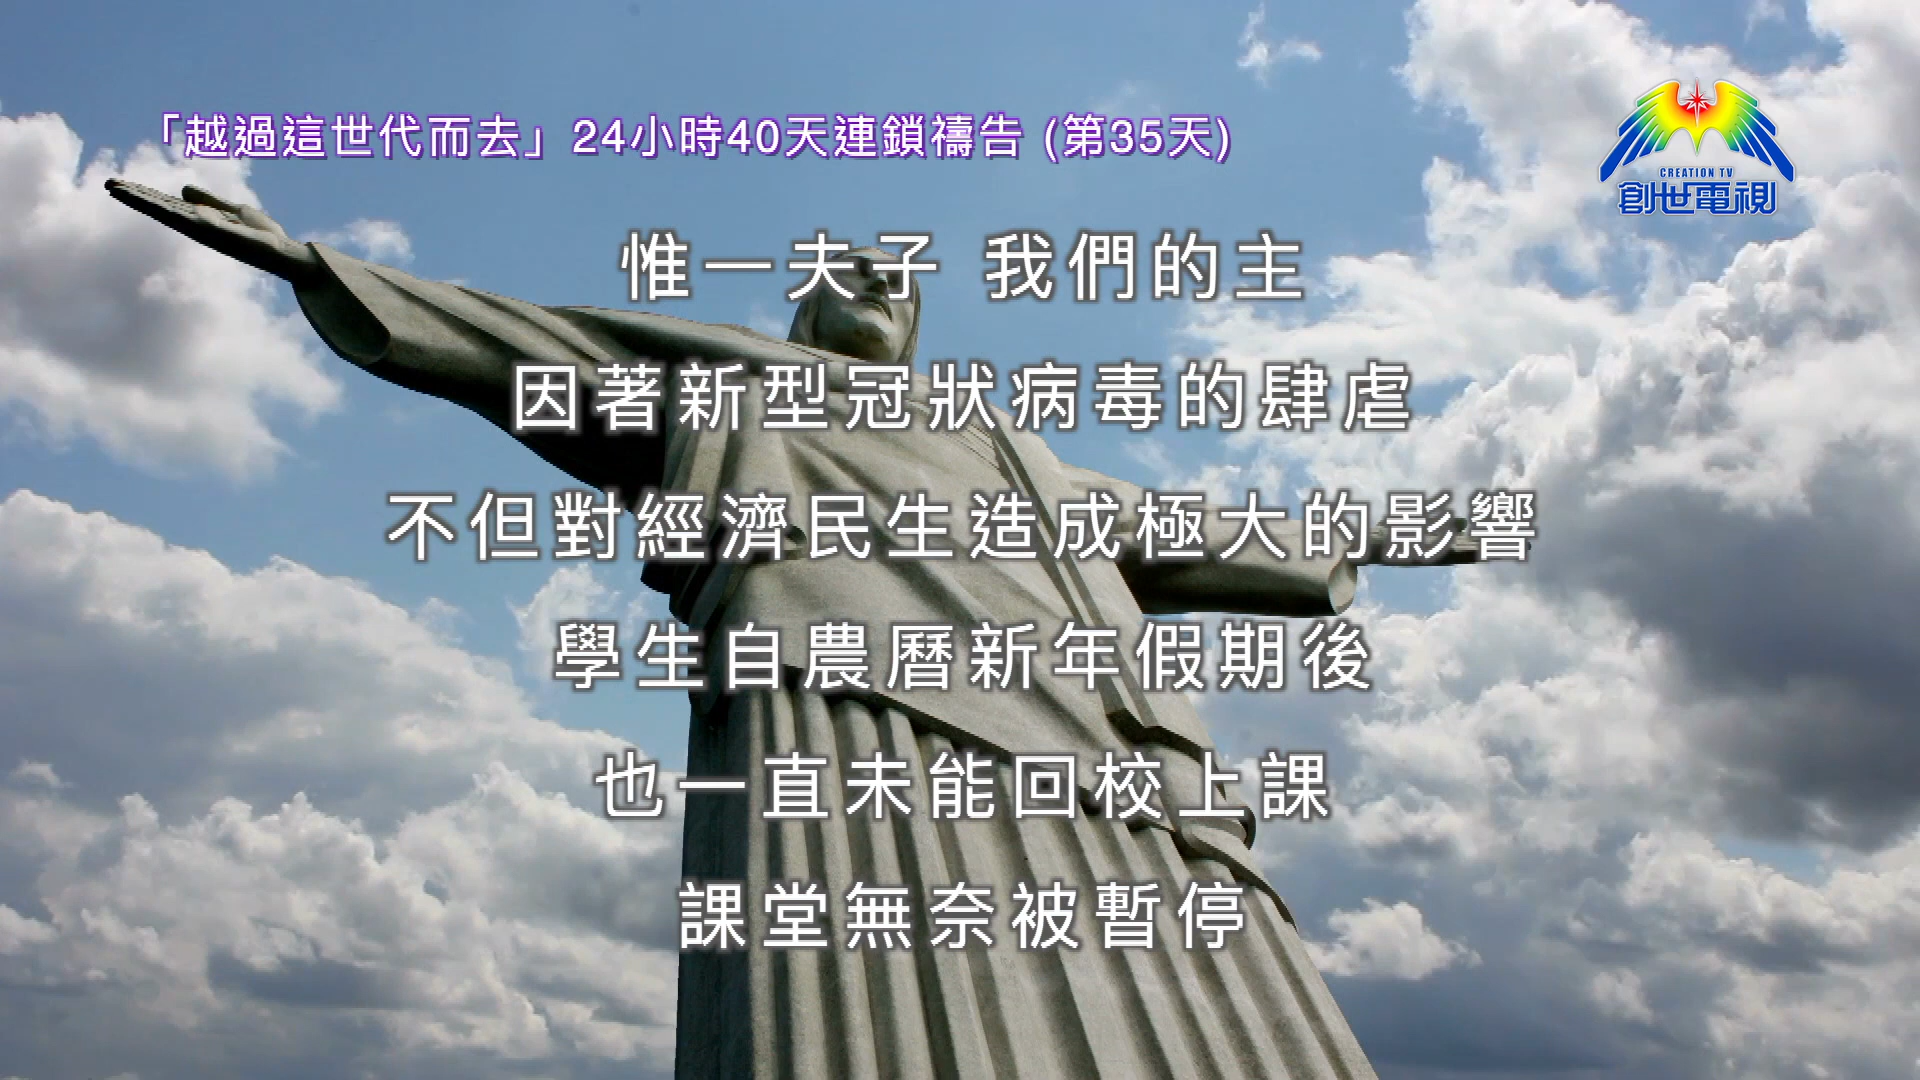 「越過這世代而去」24小時40天連鎖禱告 (第35天)
CREATION TV
創世電視
惟一夫子 我們的主
因著新型冠狀病毒的肆虐
不但對經濟民生造成極大的影響
學生自農曆新年假期後
也一直未能回校上課
課堂無奈被暫停